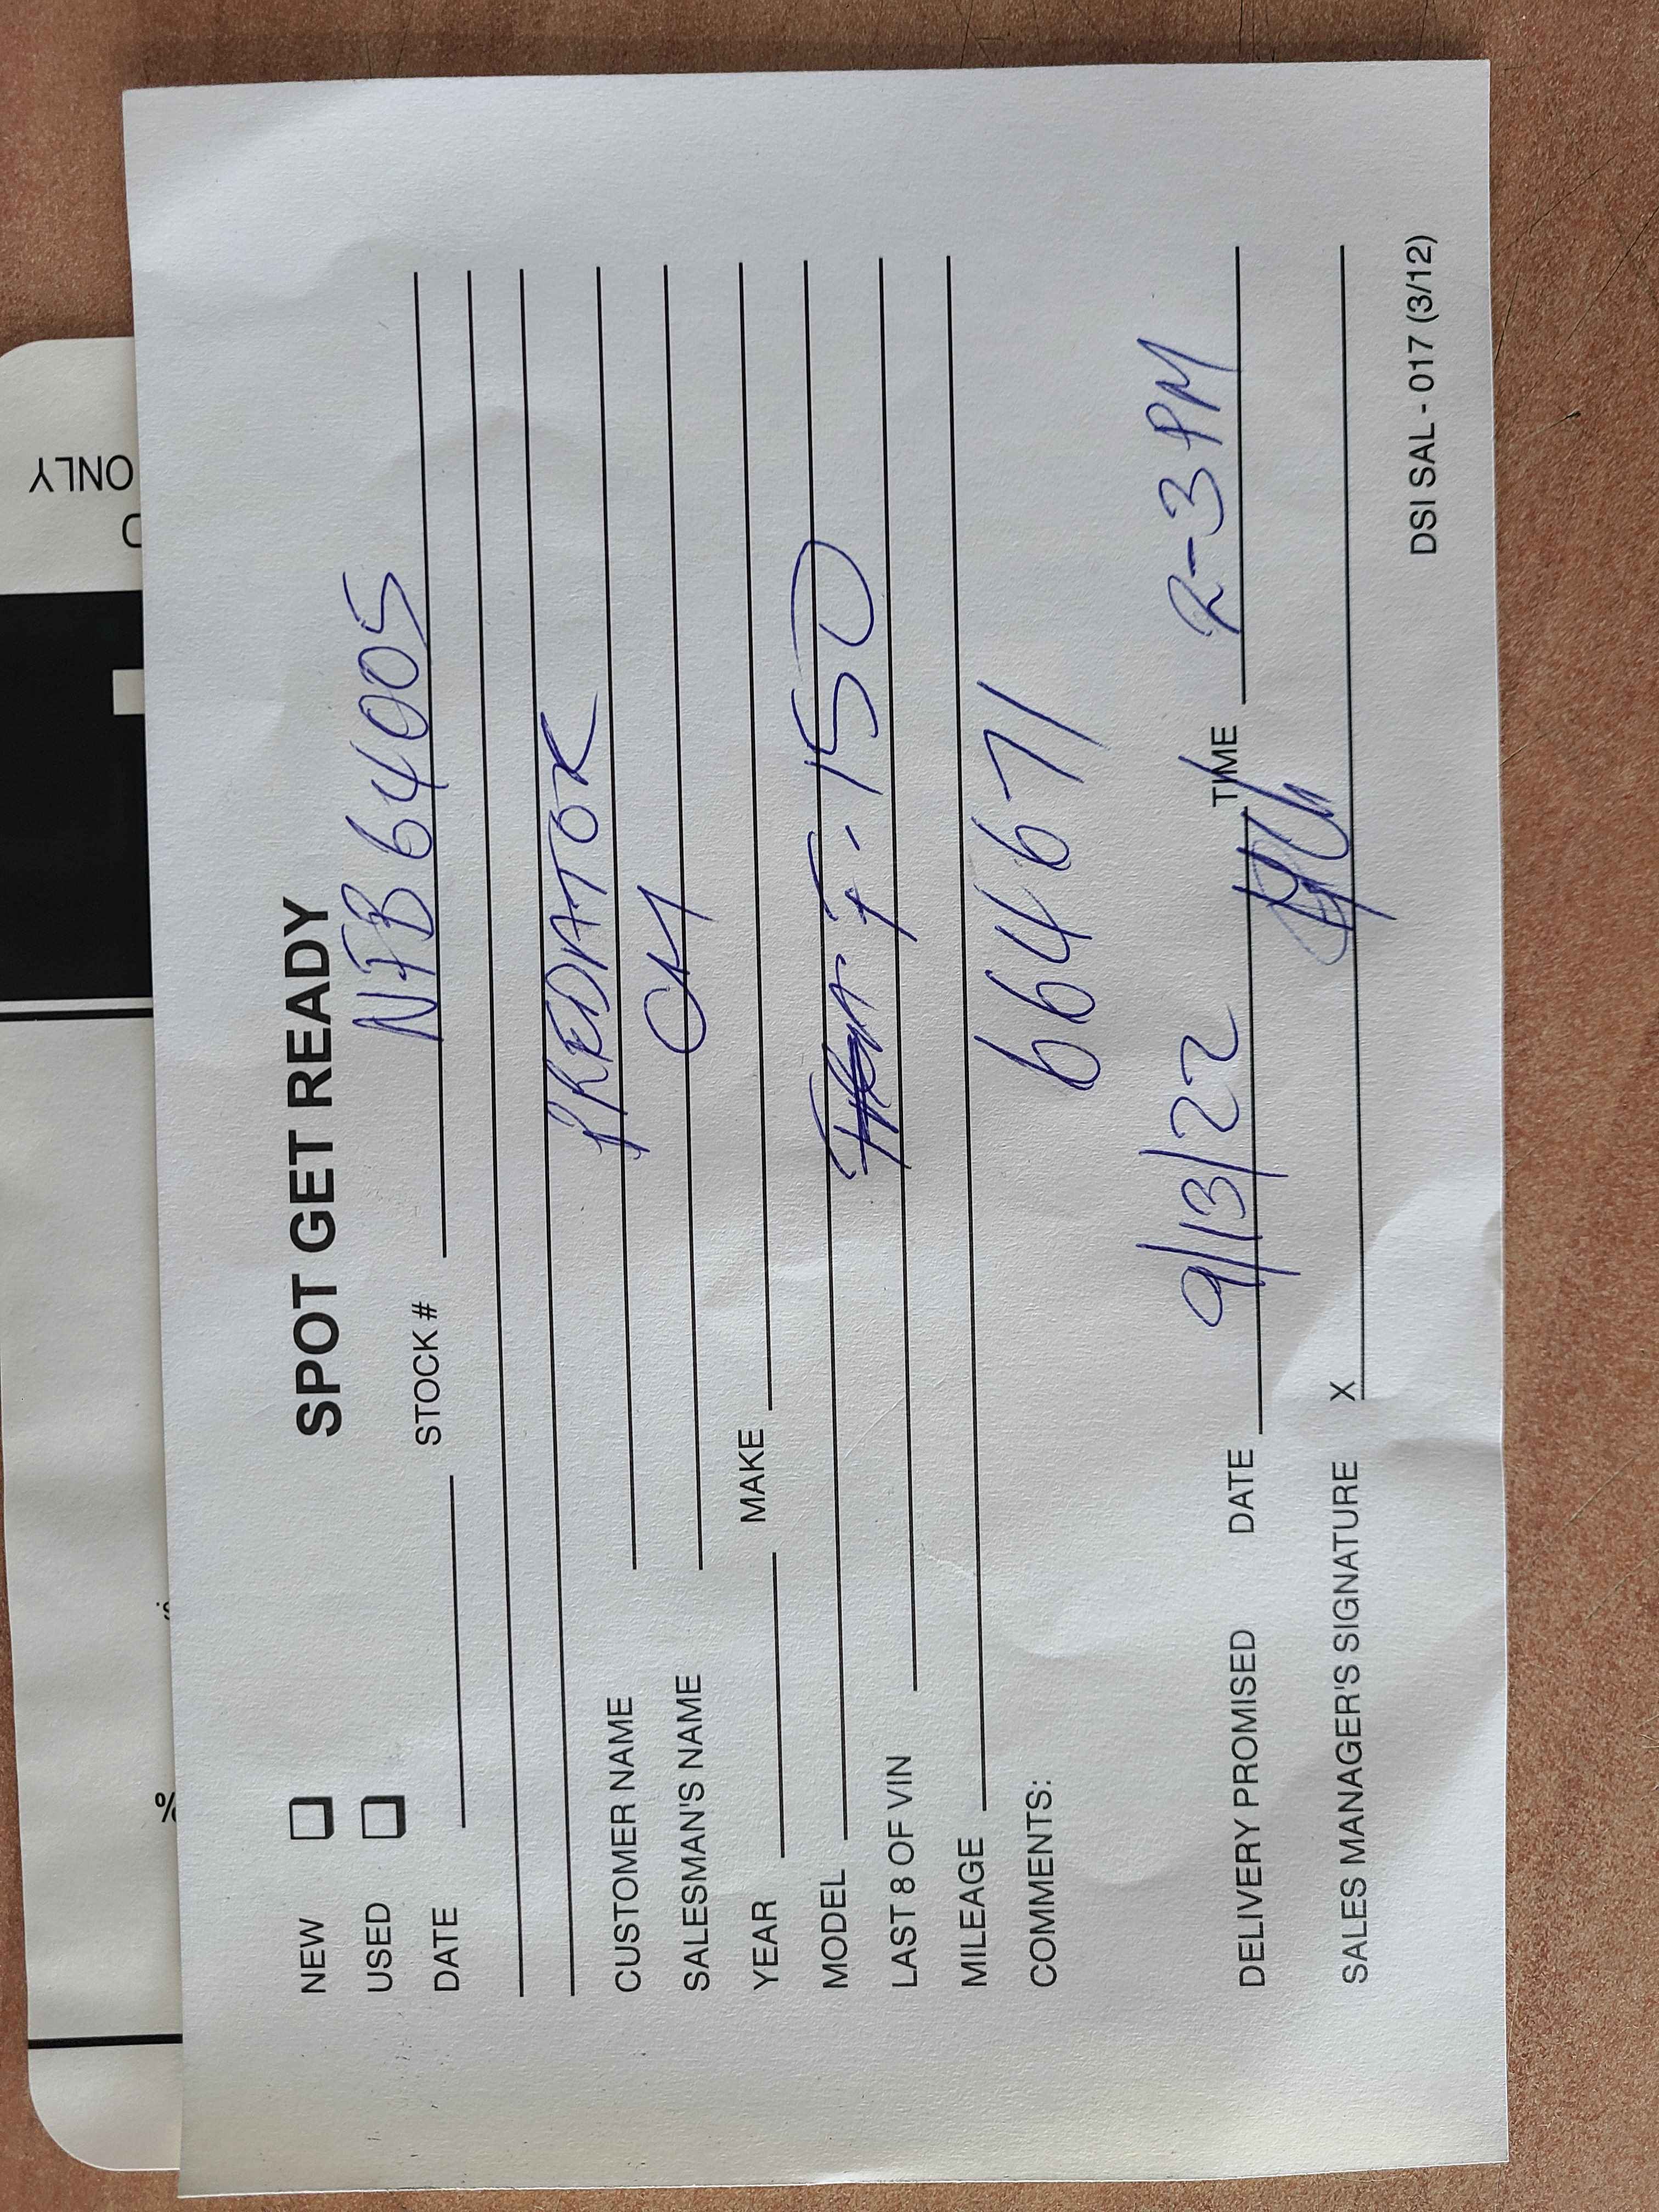 SPOT GET READY
NEW
USED
DATE STOCK # NFB64005
CUSTOMER NAME PREDATOR
SALESMAN'S NAME CM
YEAR MAKE
MODEL F-150
LAST 8 OF VIN
MILEAGE
COMMENTS: 664671
DELIVERY PROMISED DATE 9/13/22 TIME 2-3PM
SALES MANAGER'S SIGNATURE X
DSI SAL - 017 (3/12)
ONLY
%